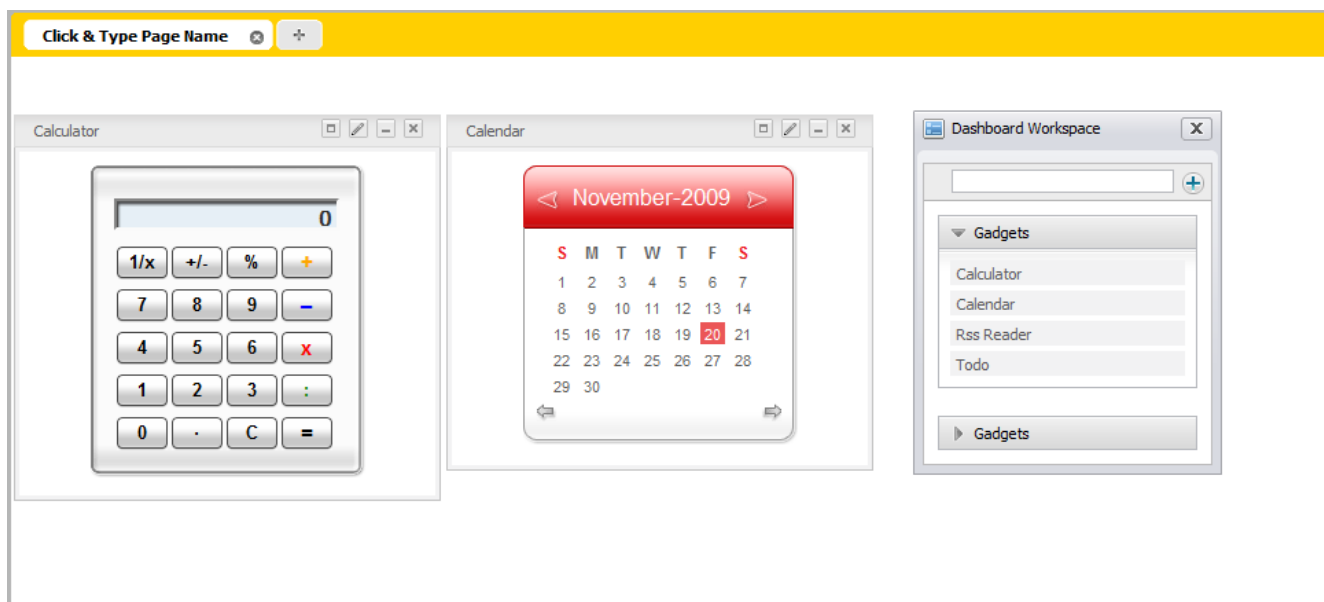 Click & Type Page Name
Calculator
0
1/x +/- % +
7 8 9 –
4 5 6 x
1 2 3 :
0 . C =
Calendar
November-2009
S M T W T F S
1 2 3 4 5 6 7
8 9 10 11 12 13 14
15 16 17 18 19 20 21
22 23 24 25 26 27 28
29 30
Dashboard Workspace
Gadgets
Calculator
Calendar
Rss Reader
Todo
Gadgets